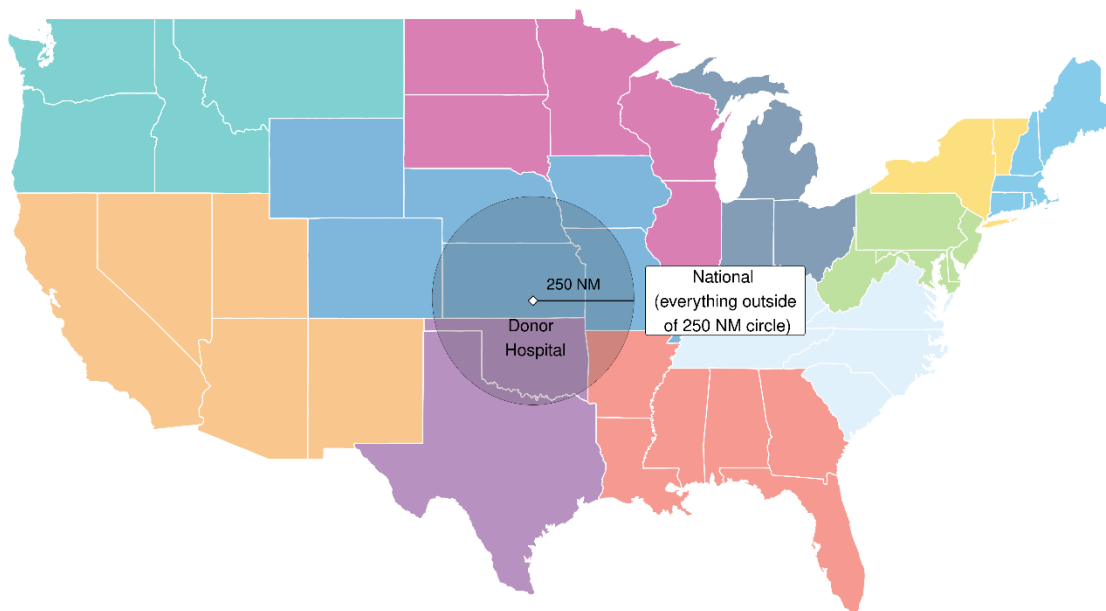 250 NM
Donor
Hospital
National
(everything outside
of 250 NM circle)